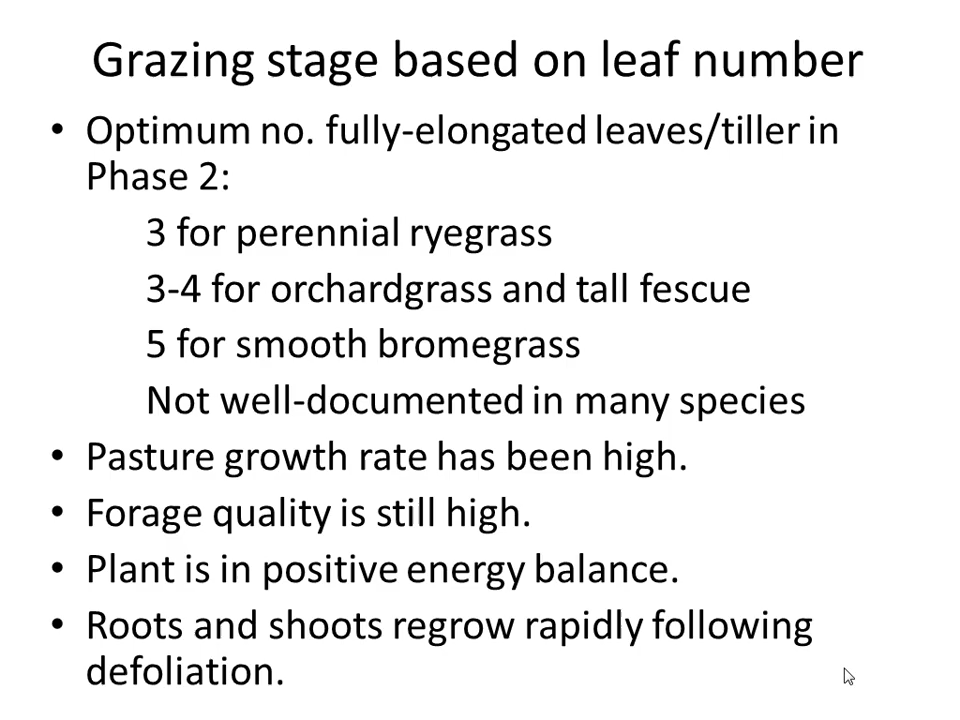 Grazing stage based on leaf number
• Optimum no. fully-elongated leaves/tiller in
Phase 2:
3 for perennial ryegrass
3-4 for orchardgrass and tall fescue
5 for smooth bromegrass
Not well-documented in many species
• Pasture growth rate has been high.
• Forage quality is still high.
• Plant is in positive energy balance.
• Roots and shoots regrow rapidly following
defoliation.